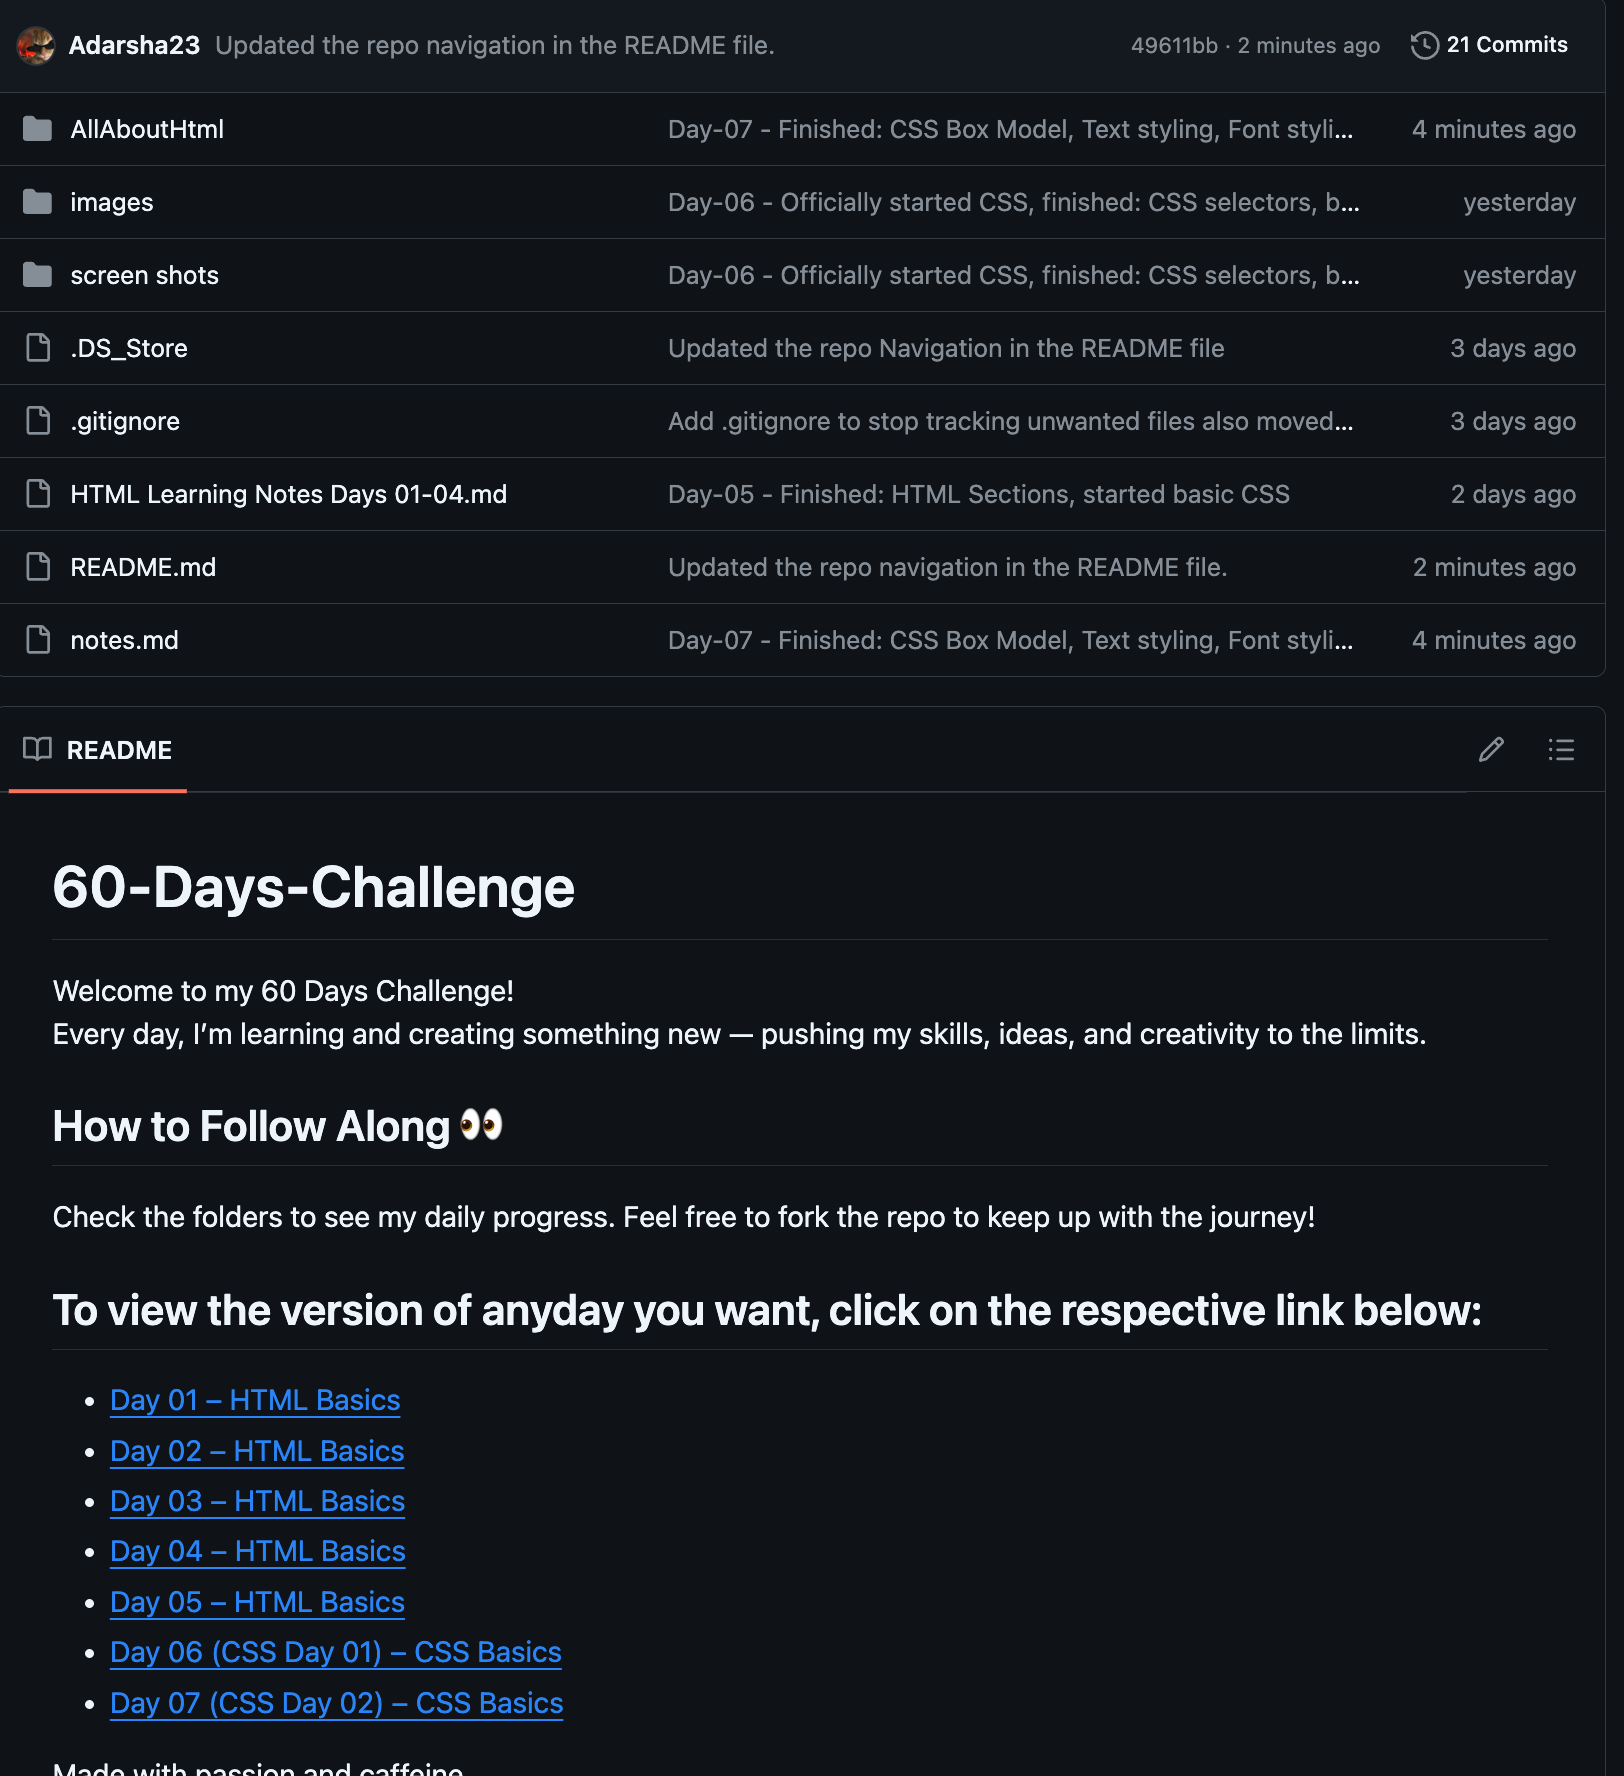 Adarsha23 Updated the repo navigation in the README file. 49611bb · 2 minutes ago 21 Commits
AllAboutHtml Day-07 - Finished: CSS Box Model, Text styling, Font styli... 4 minutes ago
images Day-06 - Officially started CSS, finished: CSS selectors, b... yesterday
screen shots Day-06 - Officially started CSS, finished: CSS selectors, b... yesterday
.DS_Store Updated the repo Navigation in the README file 3 days ago
.gitignore Add .gitignore to stop tracking unwanted files also moved... 3 days ago
HTML Learning Notes Days 01-04.md Day-05 - Finished: HTML Sections, started basic CSS 2 days ago
README.md Updated the repo navigation in the README file. 2 minutes ago
notes.md Day-07 - Finished: CSS Box Model, Text styling, Font styli... 4 minutes ago
README
60-Days-Challenge
Welcome to my 60 Days Challenge!
Every day, I’m learning and creating something new — pushing my skills, ideas, and creativity to the limits.
How to Follow Along 👀
Check the folders to see my daily progress. Feel free to fork the repo to keep up with the journey!
To view the version of anyday you want, click on the respective link below:
• Day 01 – HTML Basics
• Day 02 – HTML Basics
• Day 03 – HTML Basics
• Day 04 – HTML Basics
• Day 05 – HTML Basics
• Day 06 (CSS Day 01) – CSS Basics
• Day 07 (CSS Day 02) – CSS Basics
Made with passion and caffeine